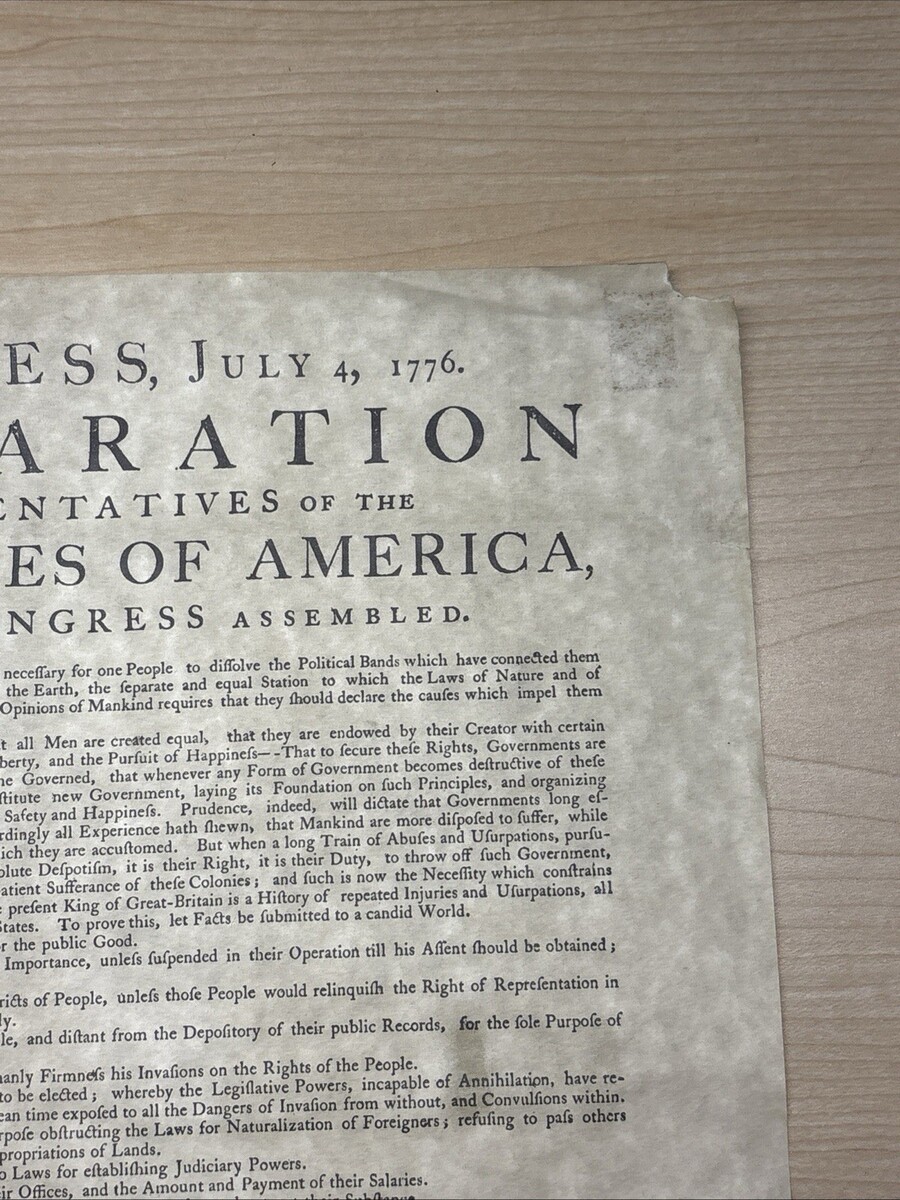 ESS, JULY 4, 1776.
ARATION
ENTATIVES OF THE
ES OF AMERICA,
NGRESS ASSEMBLED.
neceſſary for one People to diſſolve the Political Bands which have connected them
the Earth, the ſeparate and equal Station to which the Laws of Nature and of
Opinions of Mankind requires that they ſhould declare the cauſes which impel them
t all Men are created equal, that they are endowed by their Creator with certain
berty, and the Purſuit of Happineſs--That to ſecure theſe Rights, Governments are
he Governed, that whenever any Form of Government becomes deſtructive of theſe
ſtitute new Government, laying its Foundation on ſuch Principles, and organizing
Safety and Happineſs. Prudence, indeed, will dictate that Governments long eſ-
rdingly all Experience hath ſhewn, that Mankind are more diſpoſed to ſuffer, while
ich they are accuſtomed. But when a long Train of Abuſes and Uſurpations, purſu-
olute Deſpotiſm, it is their Right, it is their Duty, to throw off ſuch Government,
atient Sufferance of theſe Colonies; and ſuch is now the Neceſſity which conſtrains
preſent King of Great-Britain is a Hiſtory of repeated Injuries and Uſurpations, all
States. To prove this, let Facts be ſubmitted to a candid World.
r the public Good.
Importance, unleſs ſuſpended in their Operation till his Aſſent ſhould be obtained;
ricts of People, unleſs thoſe People would relinquiſh the Right of Repreſentation in
ly.
le, and diſtant from the Depoſitory of their public Records, for the ſole Purpoſe of
anly Firmneſs his Invaſions on the Rights of the People.
to be elected; whereby the Legiſlative Powers, incapable of Annihilation, have re-
ean time expoſed to all the Dangers of Invaſion from without, and Convulſions within.
rpoſe obſtructing the Laws for Naturalization of Foreigners; refuſing to paſs others
propriations of Lands.
o Laws for eſtabliſhing Judiciary Powers.
ir Offices, and the Amount and Payment of their Salaries.
their Subſtance.